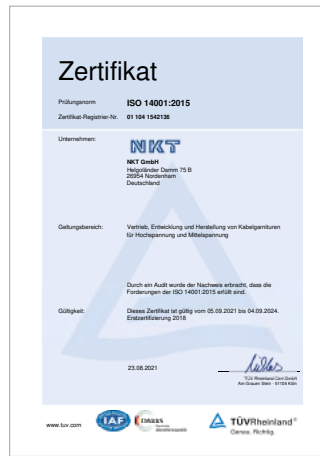 Zertifikat
Prüfungsnorm ISO 14001:2015
Zertifikat-Registrier-Nr. 01 104 1542136
Unternehmen:
NKT
NKT GmbH
Helgoländer Damm 75 B
26954 Nordenham
Deutschland
Geltungsbereich: Vertrieb, Entwicklung und Herstellung von Kabelgarnituren
für Hochspannung und Mittelspannung
Durch ein Audit wurde der Nachweis erbracht, dass die
Forderungen der ISO 14001:2015 erfüllt sind.
Gültigkeit: Dieses Zertifikat ist gültig vom 05.09.2021 bis 04.09.2024.
Erstzertifizierung 2018
23.08.2021
TÜV Rheinland Cert GmbH
Am Grauen Stein · 51105 Köln
www.tuv.com
IAF
DAkkS
Deutsche
Akkreditierungsstelle
TÜVRheinland®
Genau. Richtig.